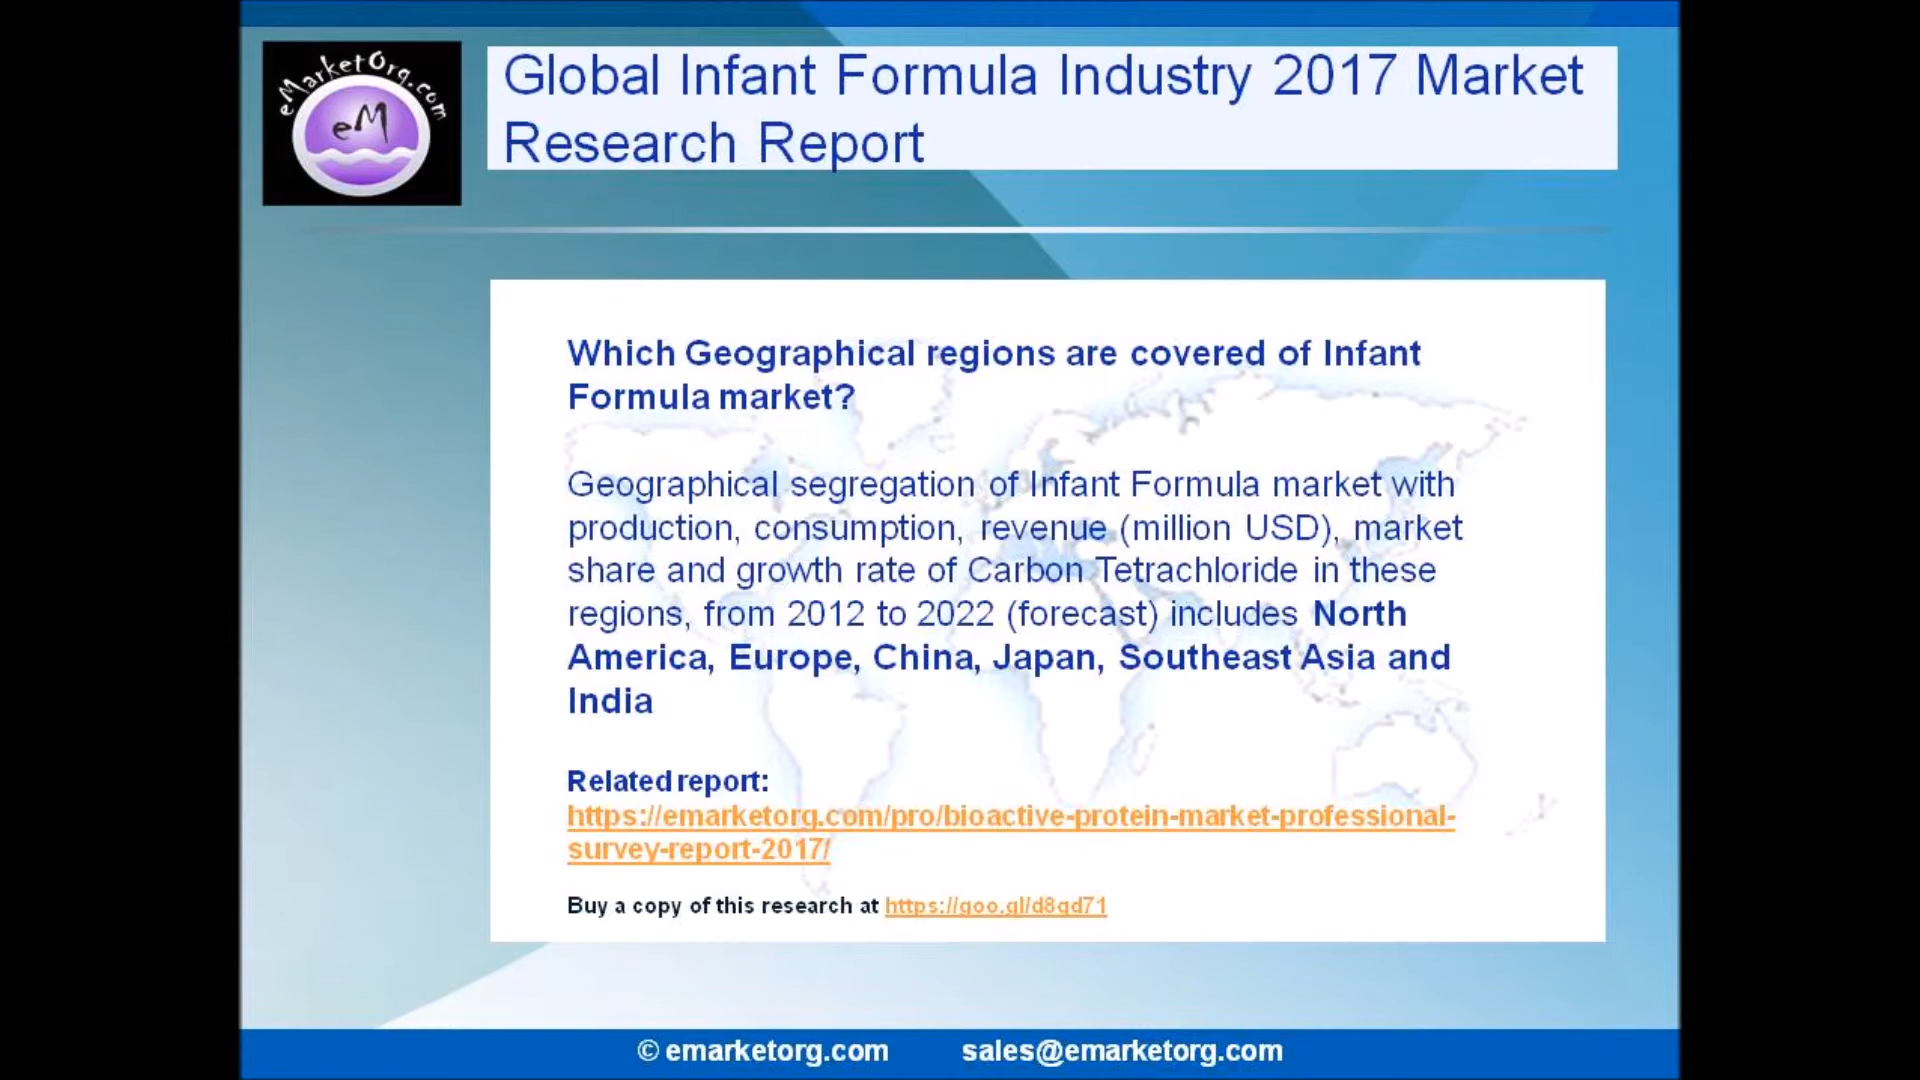 eMarketOrg.com
eM
Global Infant Formula Industry 2017 Market
Research Report
Which Geographical regions are covered of Infant
Formula market?
Geographical segregation of Infant Formula market with
production, consumption, revenue (million USD), market
share and growth rate of Carbon Tetrachloride in these
regions, from 2012 to 2022 (forecast) includes North
America, Europe, China, Japan, Southeast Asia and
India
Related report:
https://emarketorg.com/pro/bioactive-protein-market-professional-
survey-report-2017/
Buy a copy of this research at https://goo.gl/d8qd71
© emarketorg.com sales@emarketorg.com